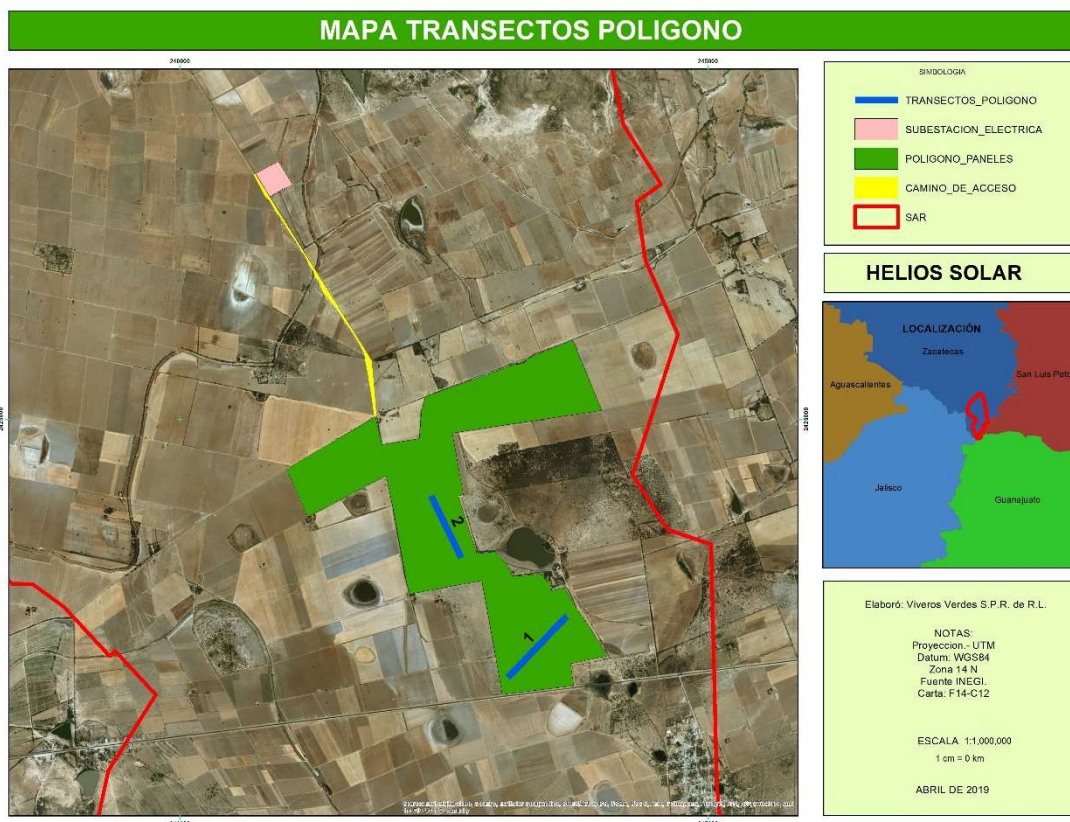 MAPA TRANSECTOS POLIGONO
SIMBOLOGIA
TRANSECTOS_POLIGONO
SUBESTACION_ELECTRICA
POLIGONO_PANELES
CAMINO_DE_ACCESO
SAR
HELIOS SOLAR
LOCALIZACIÓN
Zacatecas
Aguascalientes
San Luis Poto
Jalisco
Guanajuato
2
1
Elaboró: Viveros Verdes S.P.R. de R.L.
NOTAS:
Proyeccion.- UTM
Datum: WGS84
Zona 14 N
Fuente INEGI.
Carta: F14-C12
ESCALA 1:1,000,000
1 cm = 0 km
ABRIL DE 2019